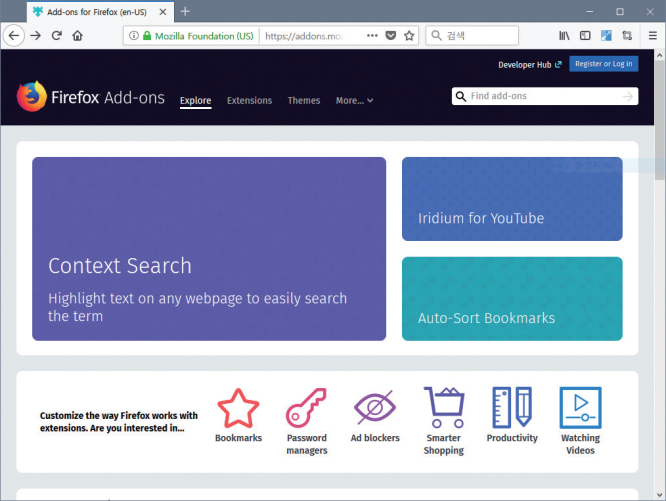 Add-ons for Firefox (en-US)
Mozilla Foundation (US)
https://addons.mo
검색
Developer Hub
Register or Log in
Firefox Add-ons
Explore
Extensions
Themes
More...
Find add-ons
Context Search
Highlight text on any webpage to easily search
the term
Iridium for YouTube
Auto-Sort Bookmarks
Customize the way Firefox works with
extensions. Are you interested in...
Bookmarks
Password
managers
Ad blockers
Smarter
Shopping
Productivity
Watching
Videos